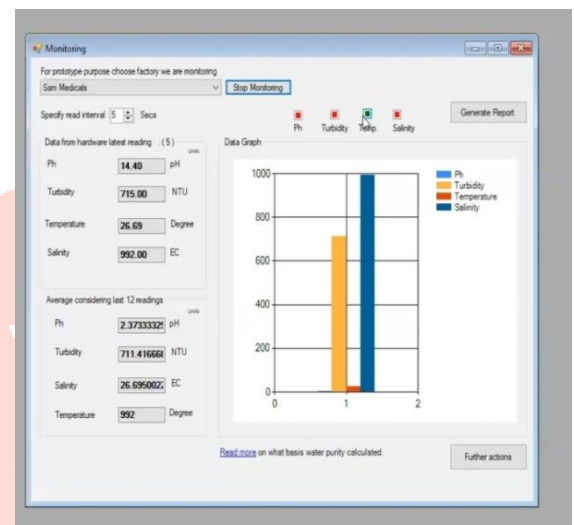 Monitoring
For prototype purpose choose factory we are monitoring
Sam Medicals
Stop Monitoring
Specify read interval 5 Secs
Ph Turbidity Temp. Salinity
Generate Report
Data from hardware latest reading : ( 5 )
Units
Ph 14.40 pH
Turbidity 715.00 NTU
Temperature 26.69 Degree
Salinity 992.00 EC
Average considering last 12 readings
Units
Ph 2.3733332 pH
Turbidity 711.41666 NTU
Salinity 26.695002 EC
Temperature 992 Degree
Data Graph
1000
800
600
400
200
0
0 1 2
Ph
Turbidity
Temperature
Salinity
Read more on what basis water purity calculated.
Further actions